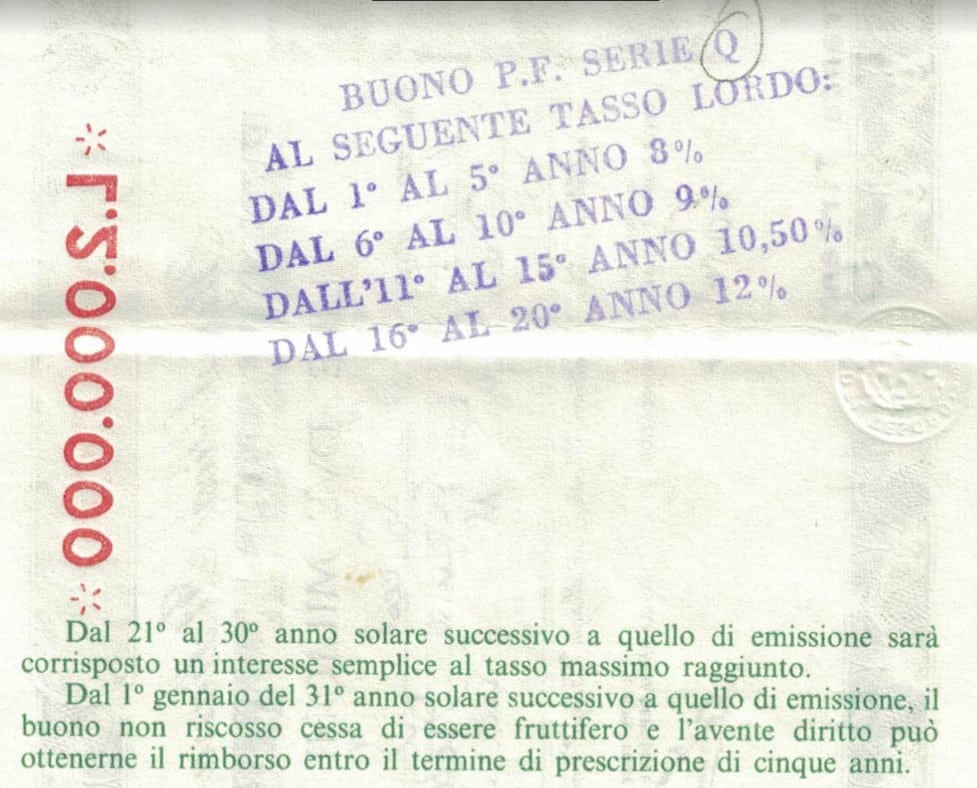 BUONO P.F. SERIE Q
AL SEGUENTE TASSO LORDO:
DAL 1° AL 5° ANNO 8%
DAL 6° AL 10° ANNO 9%
DALL'11° AL 15° ANNO 10,50%
DAL 16° AL 20° ANNO 12%
L.2.000.000
Dal 21° al 30° anno solare successivo a quello di emissione sarà
corrisposto un interesse semplice al tasso massimo raggiunto.
Dal 1° gennaio del 31° anno solare successivo a quello di emissione, il
buono non riscosso cessa di essere fruttifero e l'avente diritto può
ottenerne il rimborso entro il termine di prescrizione di cinque anni.